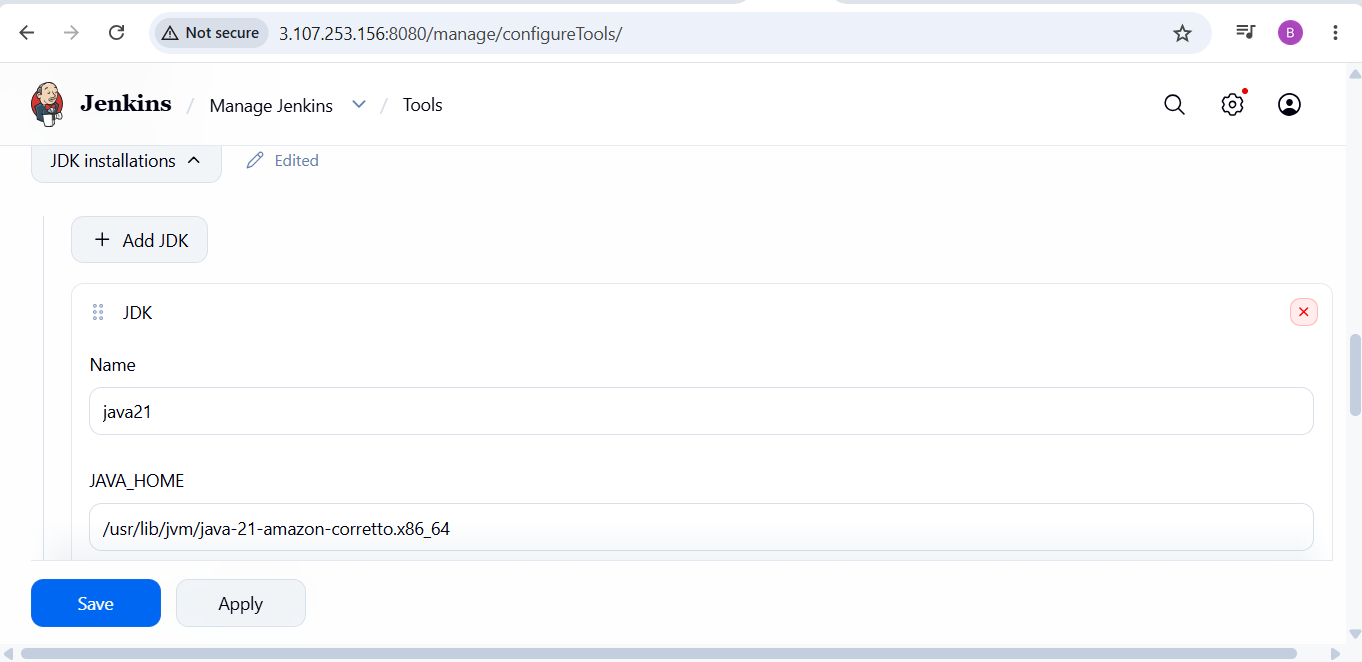 Not secure 3.107.253.156:8080/manage/configureTools/ B
Jenkins / Manage Jenkins / Tools
JDK installations Edited
+ Add JDK
JDK
Name
java21
JAVA_HOME
/usr/lib/jvm/java-21-amazon-corretto.x86_64
Save Apply